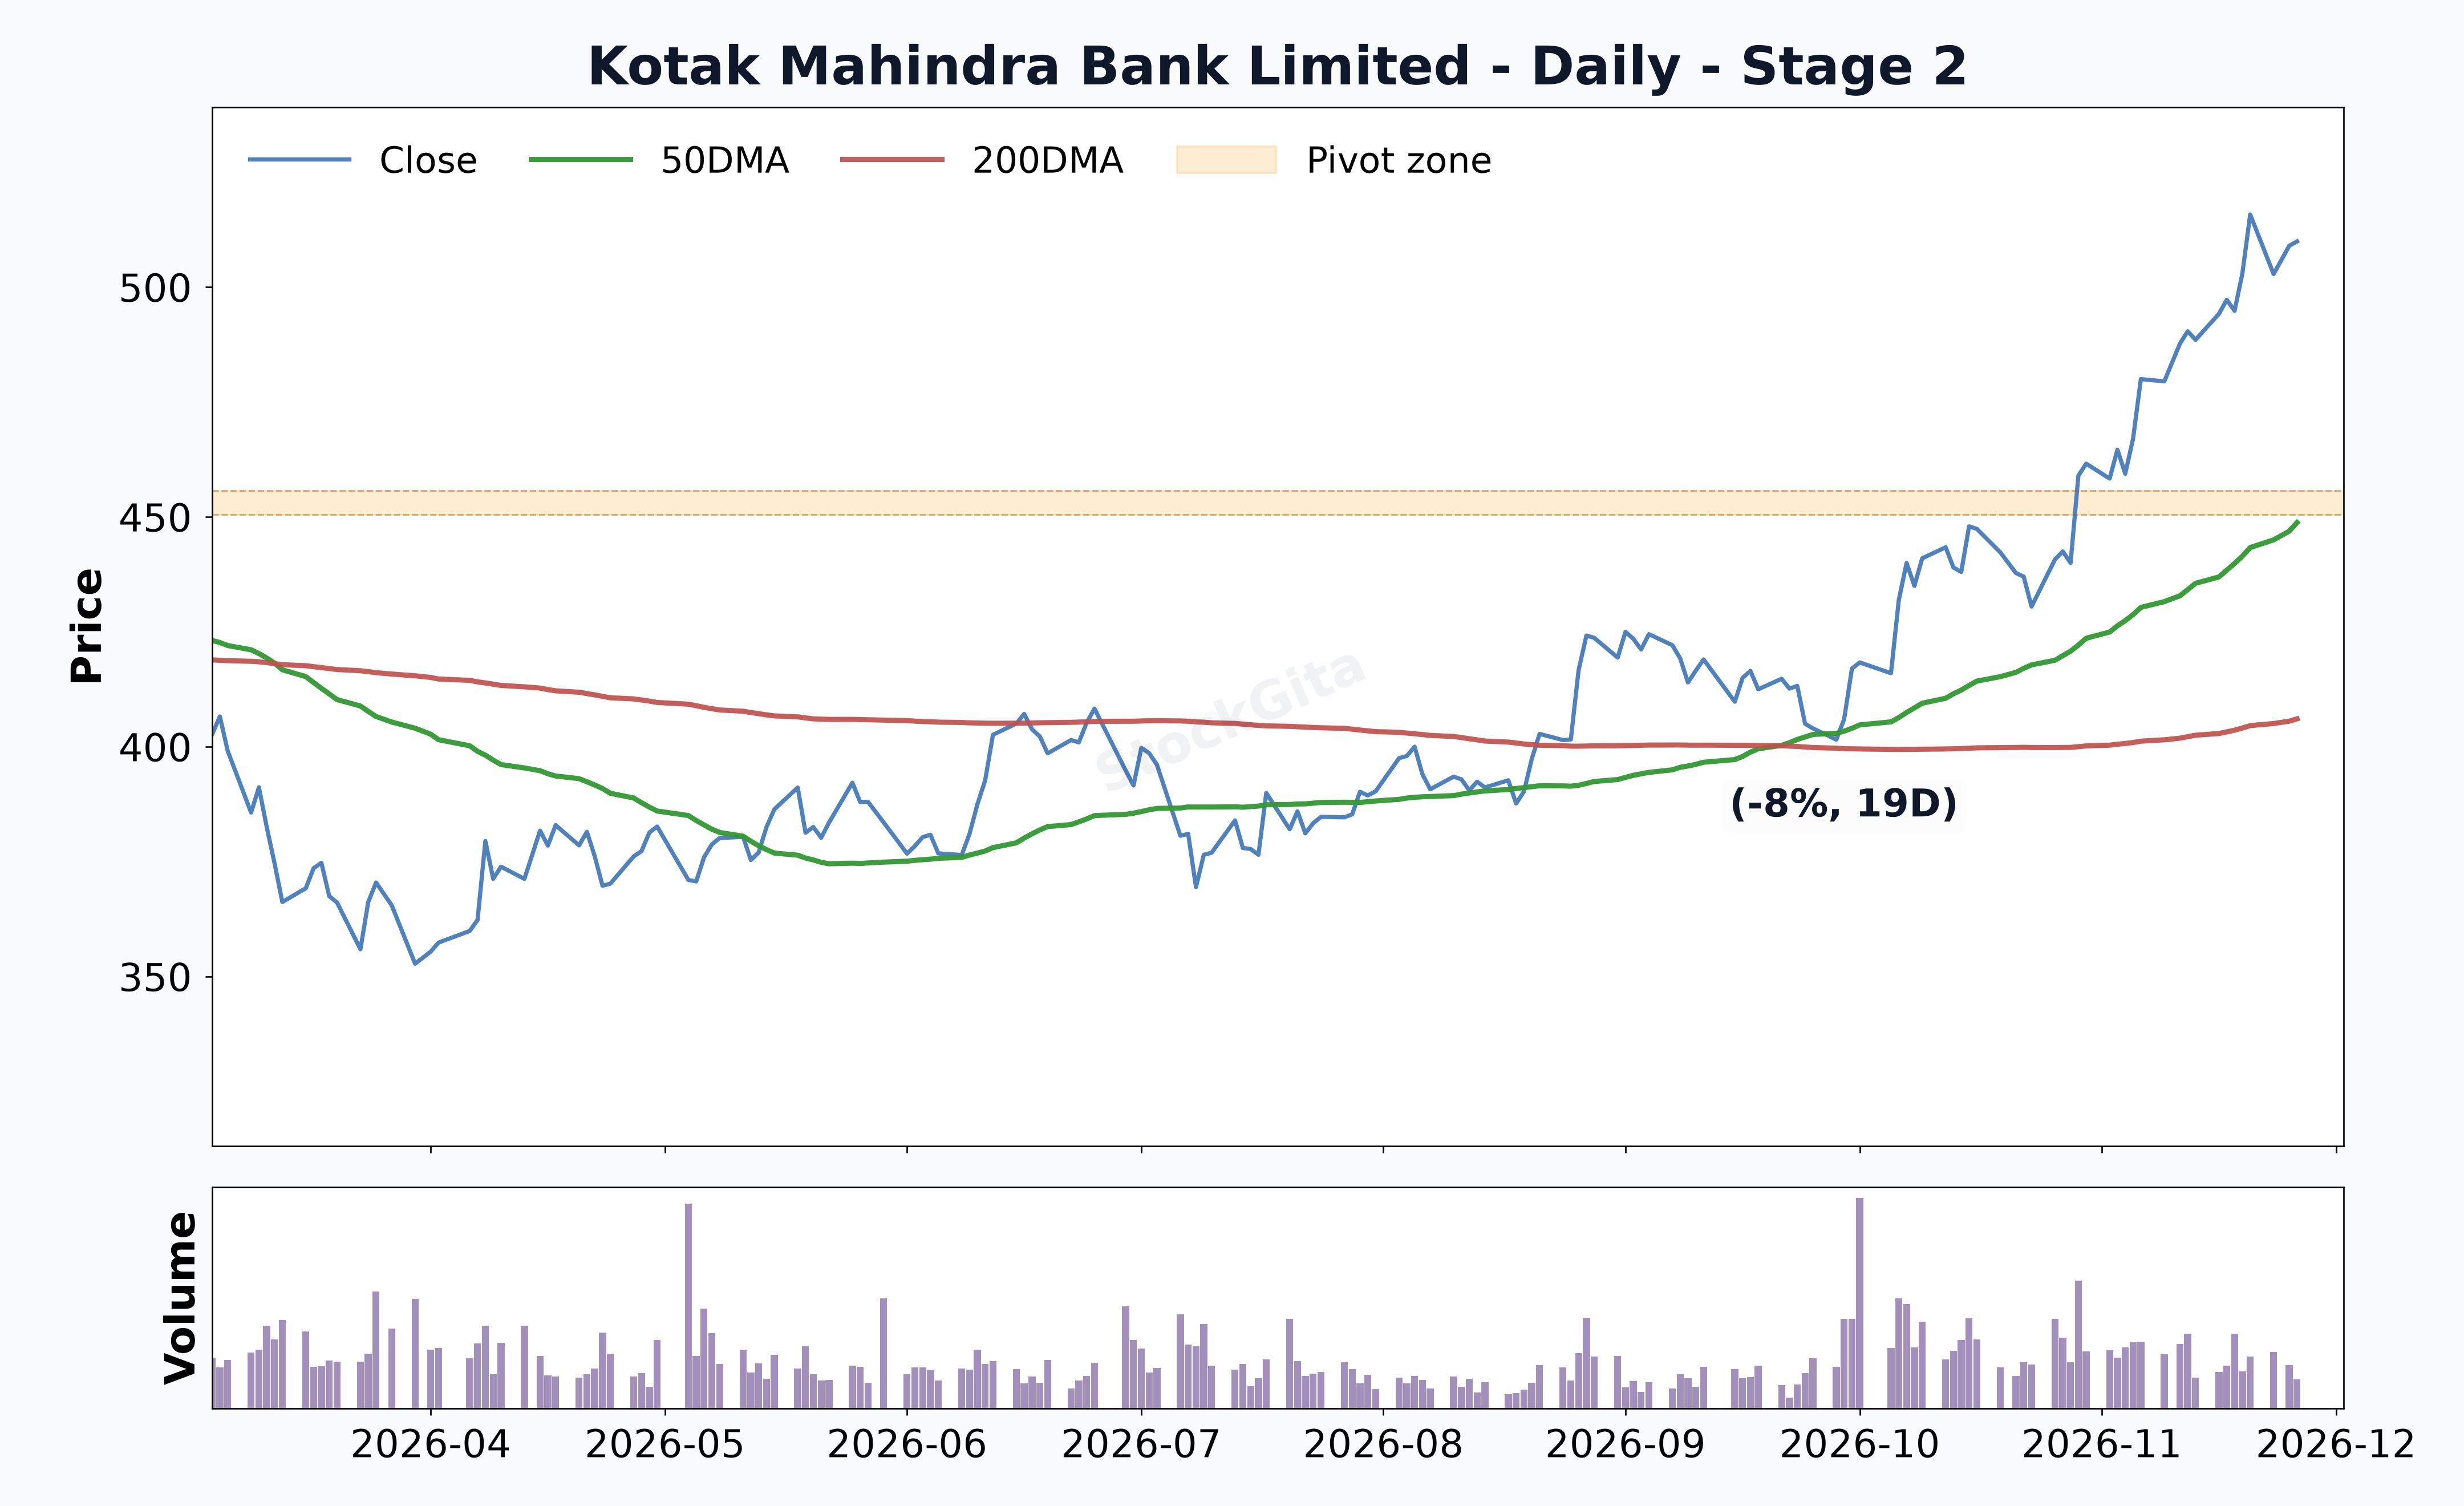 Kotak Mahindra Bank Limited - Daily - Stage 2
Close 50DMA 200DMA Pivot zone
500
450
400
350
Price
StockGita
(-8%, 19D)
Volume
2026-04 2026-05 2026-06 2026-07 2026-08 2026-09 2026-10 2026-11 2026-12